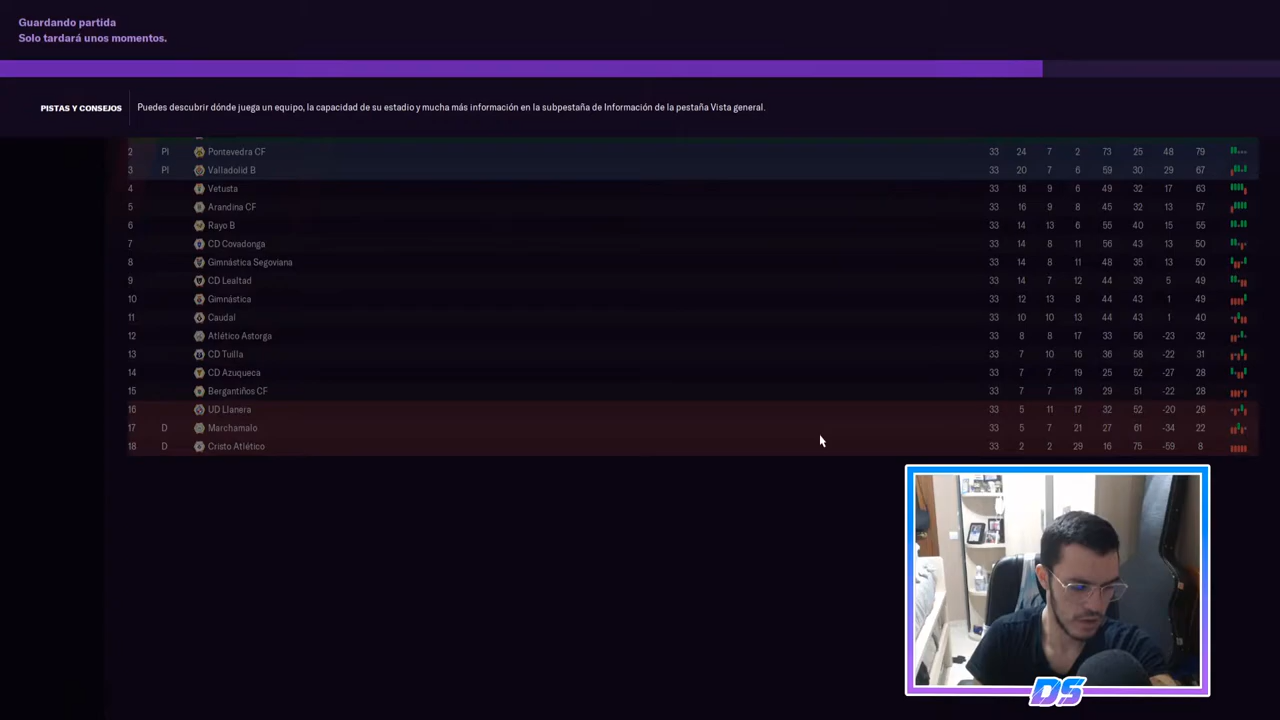 Guardando partida
Solo tardará unos momentos.
PISTAS Y CONSEJOS Puedes descubrir dónde juega un equipo, la capacidad de su estadio y mucha más información en la subpestaña de Información de la pestaña Vista general.
2 PI Pontevedra CF 33 24 7 2 73 25 48 79
3 PI Valladolid B 33 20 7 6 59 30 29 67
4 Vetusta 33 18 9 6 49 32 17 63
5 Arandina CF 33 16 9 8 45 32 13 57
6 Rayo B 33 14 13 6 55 40 15 55
7 CD Covadonga 33 14 8 11 56 43 13 50
8 Gimnástica Segoviana 33 14 8 11 48 35 13 50
9 CD Lealtad 33 14 7 12 44 39 5 49
10 Gimnástica 33 12 13 8 44 43 1 49
11 Caudal 33 10 10 13 44 43 1 40
12 Atlético Astorga 33 8 8 17 33 56 -23 32
13 CD Tuilla 33 7 10 16 36 58 -22 31
14 CD Azuqueca 33 7 7 19 25 52 -27 28
15 Bergantiños CF 33 7 7 19 29 51 -22 28
16 UD Llanera 33 5 11 17 32 52 -20 26
17 D Marchamalo 33 5 7 21 27 61 -34 22
18 D Cristo Atlético 33 2 2 29 16 75 -59 8
DS